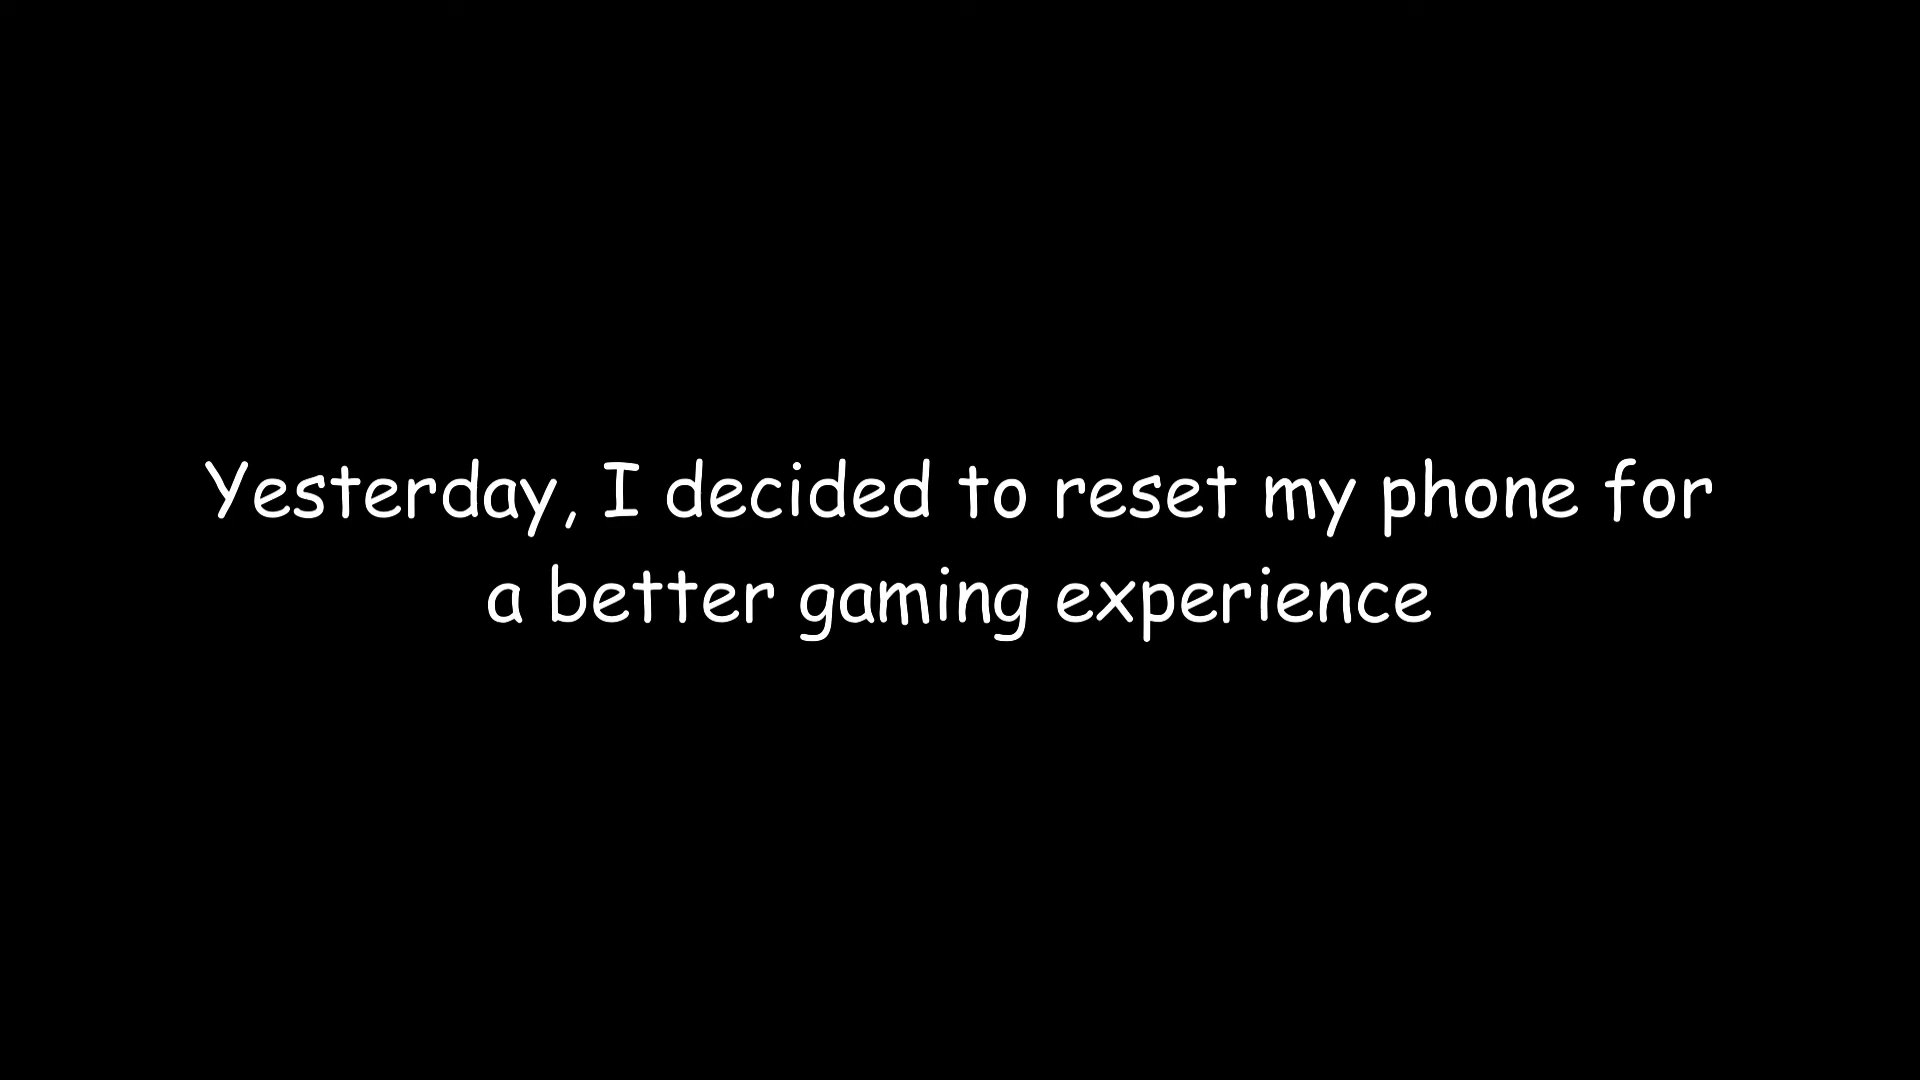 Yesterday, I decided to reset my phone for
a better gaming experience